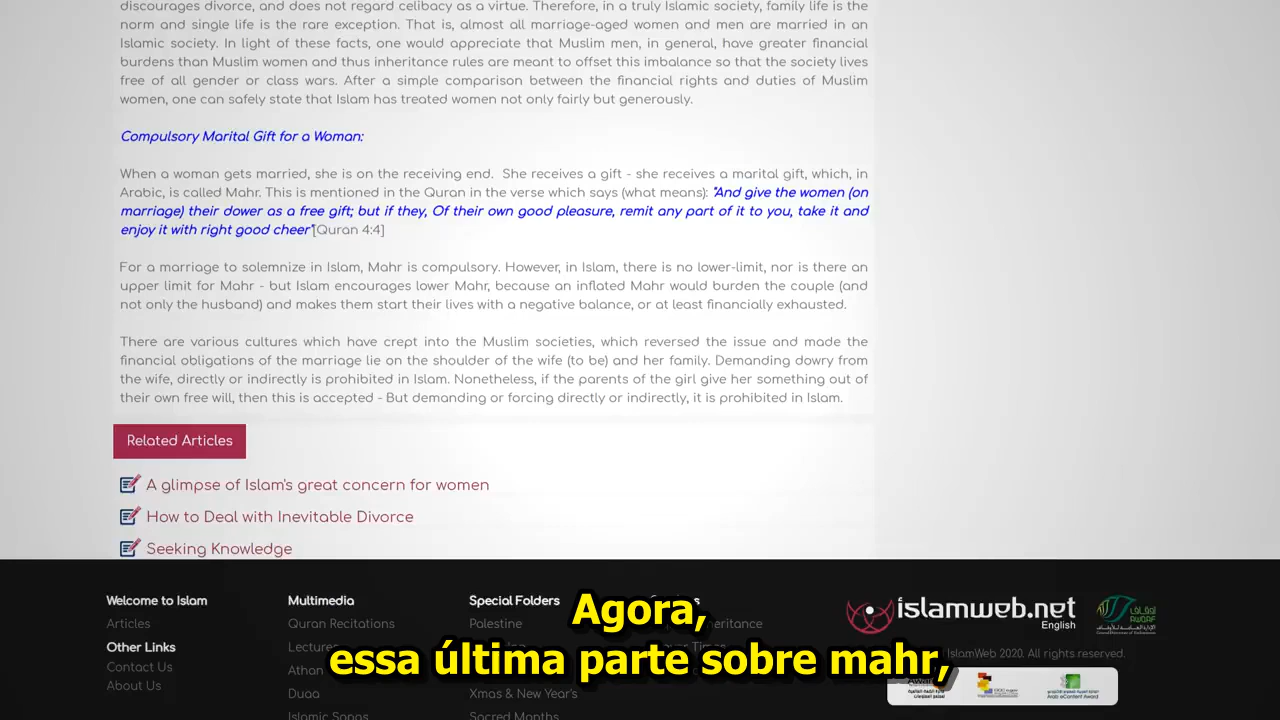 discourages divorce, and does not regard celibacy as a virtue. Therefore, in a truly Islamic society, family life is the
norm and single life is the rare exception. That is, almost all marriage-aged women and men are married in an
Islamic society. In light of these facts, one would appreciate that Muslim men, in general, have greater financial
burdens than Muslim women and thus inheritance rules are meant to offset this imbalance so that the society lives
free of all gender or class wars. After a simple comparison between the financial rights and duties of Muslim
women, one can safely state that Islam has treated women not only fairly but generously.
Compulsory Marital Gift for a Woman:
When a woman gets married, she is on the receiving end. She receives a gift - she receives a marital gift, which, in
Arabic, is called Mahr. This is mentioned in the Quran in the verse which says (what means): "And give the women (on
marriage) their dower as a free gift; but if they, Of their own good pleasure, remit any part of it to you, take it and
enjoy it with right good cheer"[Quran 4:4]
For a marriage to solemnize in Islam, Mahr is compulsory. However, in Islam, there is no lower-limit, nor is there an
upper limit for Mahr - but Islam encourages lower Mahr, because an inflated Mahr would burden the couple (and
not only the husband) and makes them start their lives with a negative balance, or at least financially exhausted.
There are various cultures which have crept into the Muslim societies, which reversed the issue and made the
financial obligations of the marriage lie on the shoulder of the wife (to be) and her family. Demanding dowry from
the wife, directly or indirectly is prohibited in Islam. Nonetheless, if the parents of the girl give her something out of
their own free will, then this is accepted - But demanding or forcing directly or indirectly, it is prohibited in Islam.
Related Articles
A glimpse of Islam's great concern for women
How to Deal with Inevitable Divorce
Seeking Knowledge
Welcome to Islam Multimedia Special Folders
Articles Quran Recitations Palestine
Other Links
Contact Us Athan
About Us Duaa Xmas & New Year's
Islamic Songs Sacred Months
islamweb.net
English
IslamWeb 2020. All rights reserved.
Arab eContent Award
Agora,
essa última parte sobre mahr,